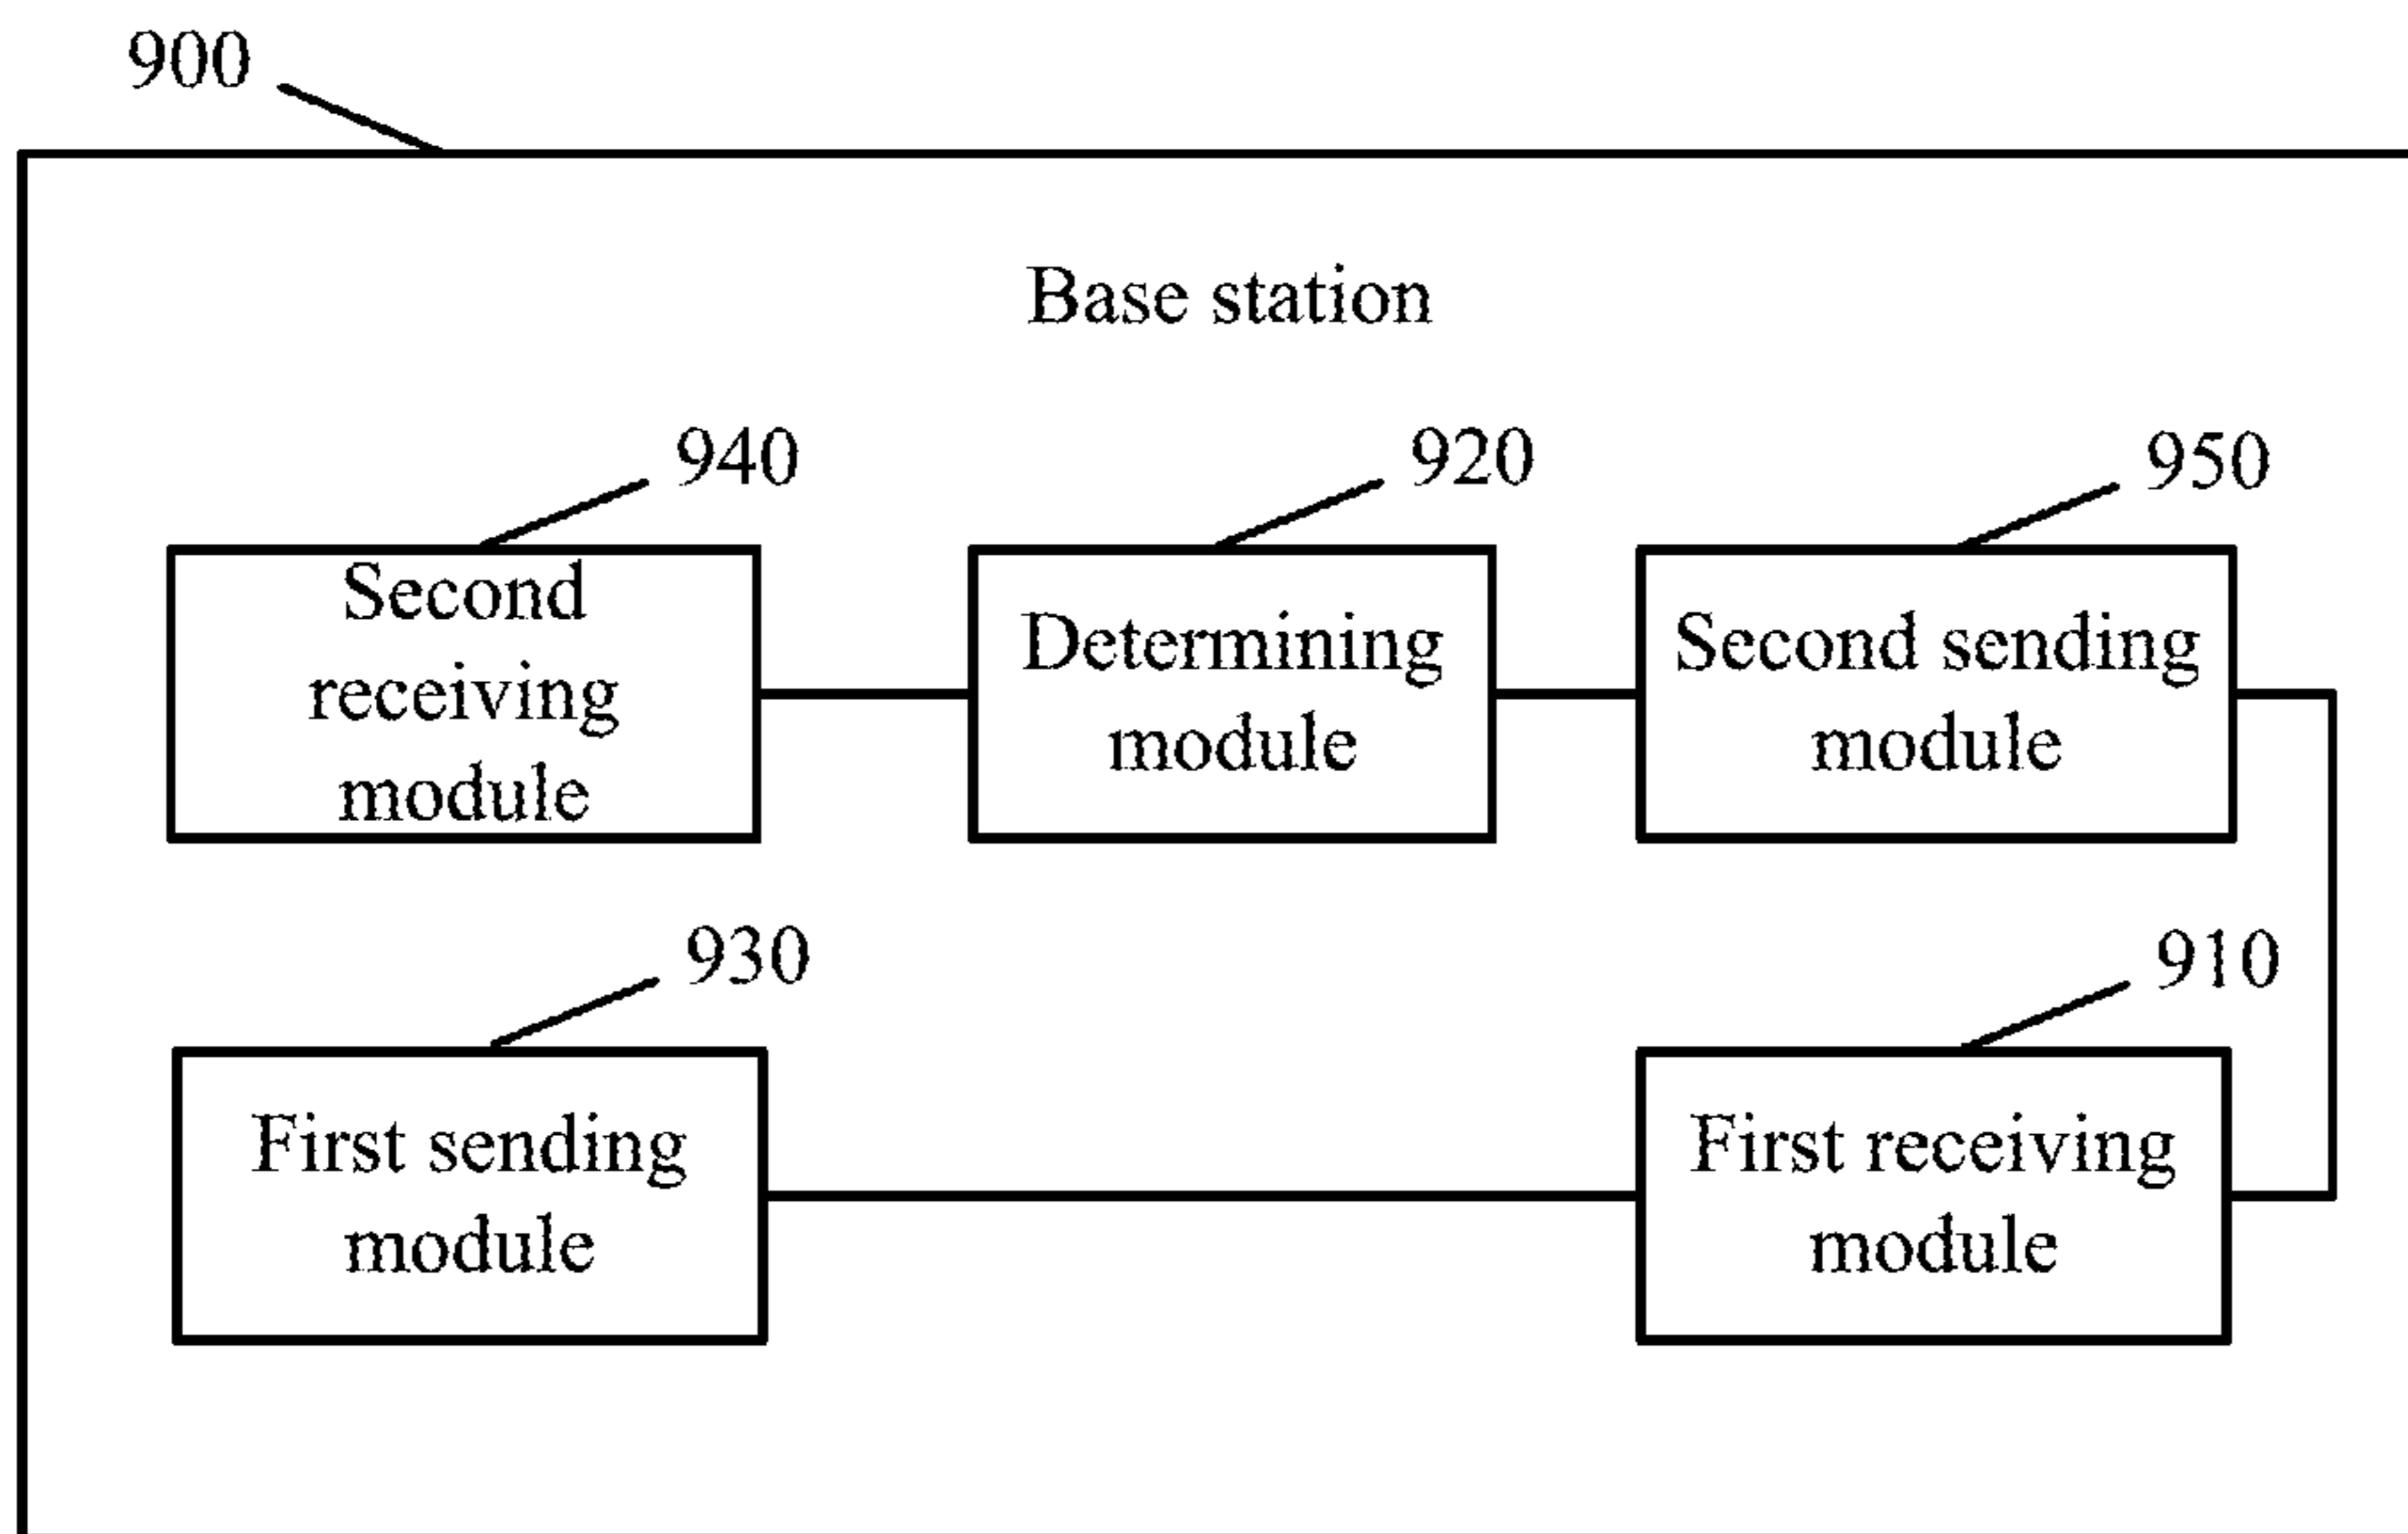 900
Base station
940
920
950
Second
receiving
module
Determining
module
Second sending
module
930
910
First sending
module
First receiving
module